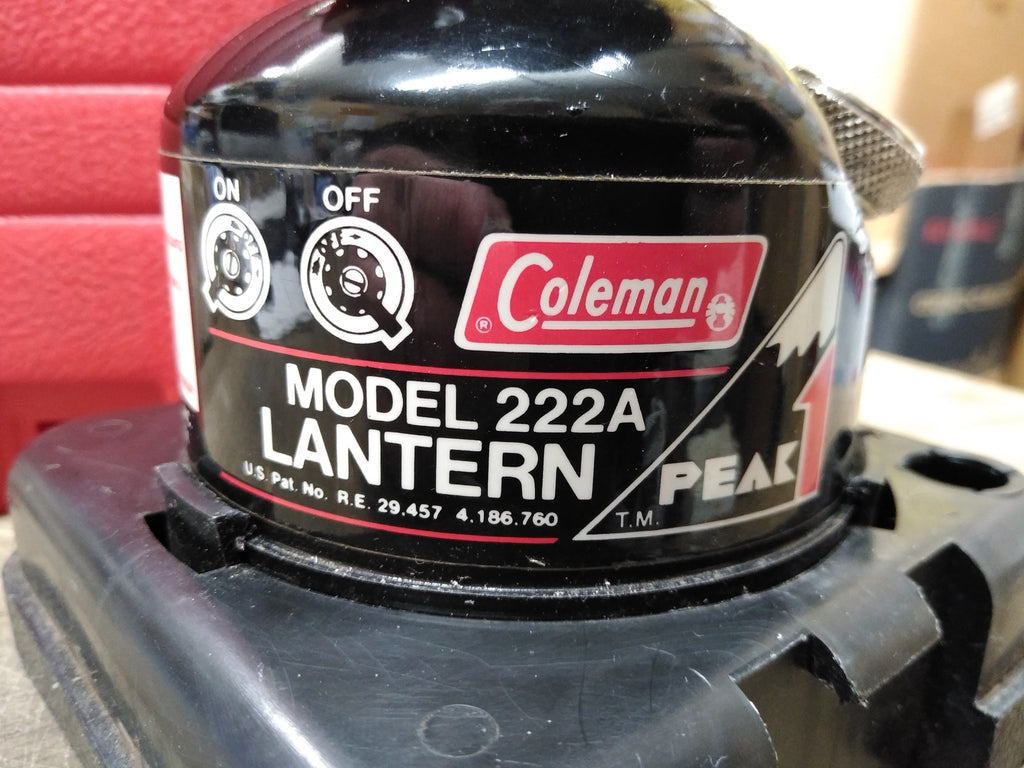 ON
OFF
® Coleman
MODEL 222A
LANTERN
U.S. Pat. No. R.E. 29.457 4.186.760
PEAK 1
T.M.